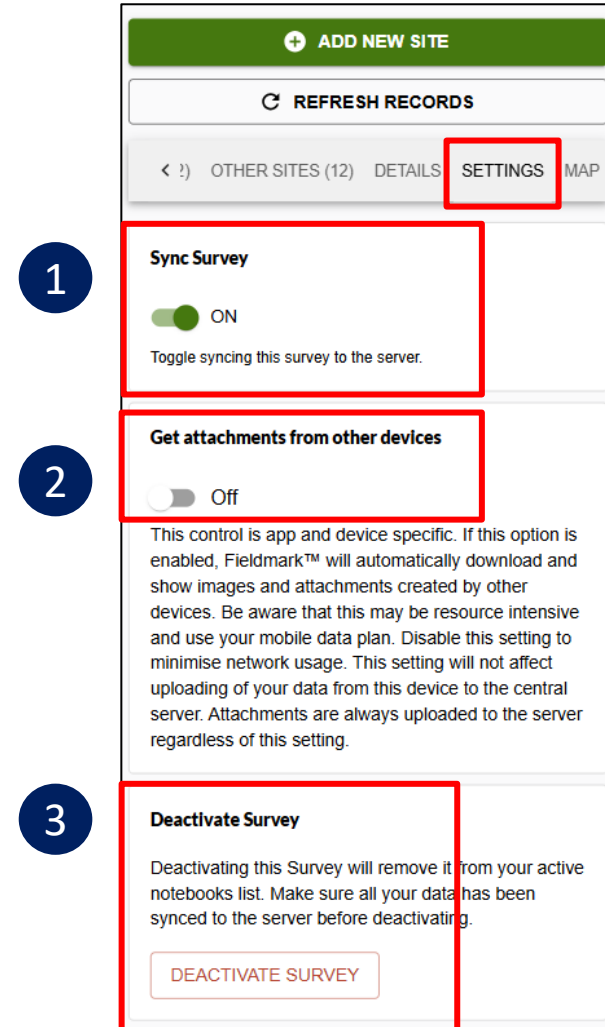 ADD NEW SITE
REFRESH RECORDS
2) OTHER SITES (12) DETAILS SETTINGS MAP
1
Sync Survey
ON
Toggle syncing this survey to the server.
2
Get attachments from other devices
Off
This control is app and device specific. If this option is
enabled, Fieldmark™ will automatically download and
show images and attachments created by other
devices. Be aware that this may be resource intensive
and use your mobile data plan. Disable this setting to
minimise network usage. This setting will not affect
uploading of your data from this device to the central
server. Attachments are always uploaded to the server
regardless of this setting.
3
Deactivate Survey
Deactivating this Survey will remove it from your active
notebooks list. Make sure all your data has been
synced to the server before deactivating.
DEACTIVATE SURVEY